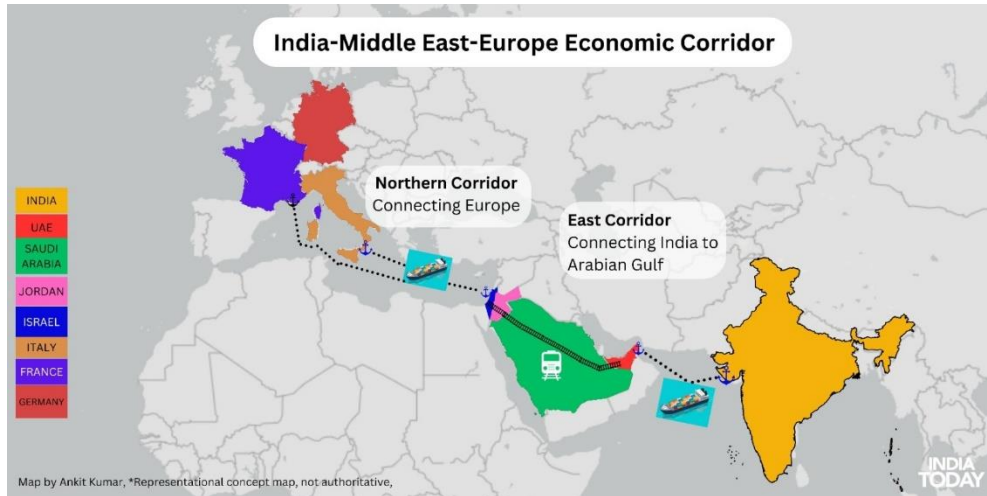 India-Middle East-Europe Economic Corridor
Northern Corridor
Connecting Europe
East Corridor
Connecting India to
Arabian Gulf
INDIA
UAE
SAUDI
ARABIA
JORDAN
ISRAEL
ITALY
FRANCE
GERMANY
Map by Ankit Kumar, *Representational concept map, not authoritative,
INDIA
TODAY